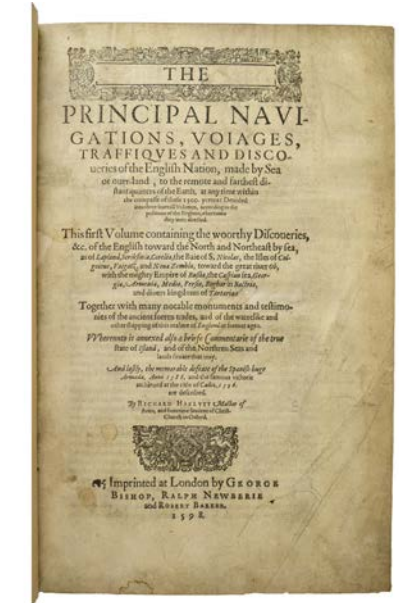 THE
PRINCIPAL NAVI-
GATIONS, VOIAGES,
TRAFFIQVES AND DISCO-
ueries of the English Nation, made by Sea
or ouer-land, to the remote and farthest di-
stant quarters of the Earth, at any time within
the compasse of these 1500. yeeres: Deuided
into three seuerall Volumes, according to the
positions of the Regions, whereunto
they were directed.
This first Volume containing the woorthy Discoueries,
&c. of the English toward the North and Northeast by sea,
as of Lapland, Scrikfinia, Corelia, the Baie of S. Nicolas, the Isles of Col-
goieue, Vaigatz, and Noua Zembla, toward the great riuer Ob,
with the mighty Empire of Russia, the Caspian sea, Geor-
gia, Armenia, Media, Persia, Boghar in Bactria,
and diuers kingdoms of Tartaria:
Together with many notable monuments and testimo-
nies of the ancient forren trades, and of the warrelike and
other shipping of this realme of England in former ages.
VVhereunto is annexed also a briefe Commentarie of the true
state of Island, and of the Northren Seas and
lands situate that way.
And lastly, the memorable defeate of the Spanish huge
Armada, Anno 1588. and the famous victorie
atchieued at the citie of Cadiz, 1596.
are described.
By RICHARD HAKLVYT Master of
Artes, and sometime Student of Christ-
Church in Oxford.
Imprinted at London by GEORGE
BISHOP, RALPH NEWBERIE
and ROBERT BARKER.
1598.